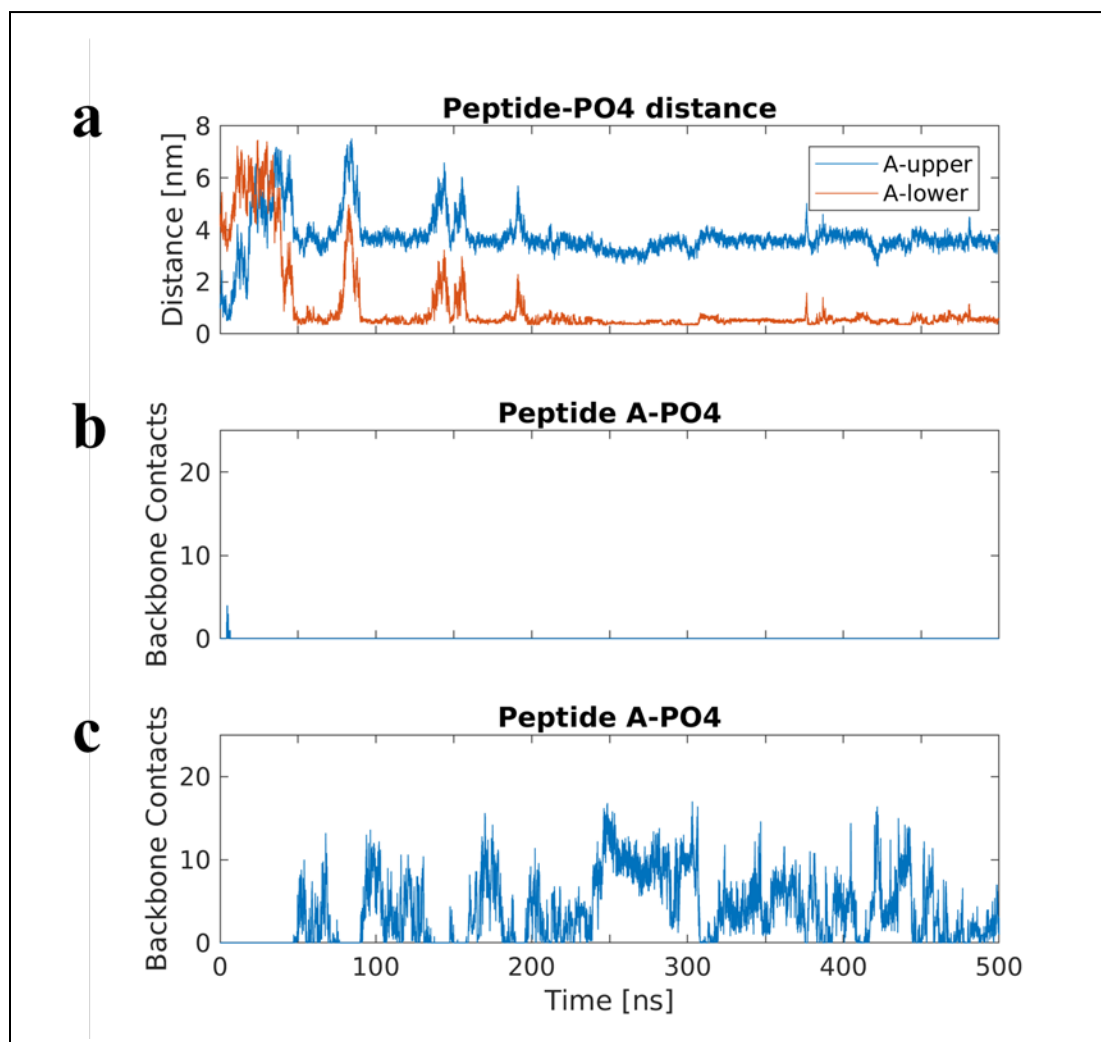 a
Peptide-PO4 distance
Distance [nm]
8
6
4
2
0
A-upper
A-lower
b
Peptide A-PO4
Backbone Contacts
20
10
0
c
Peptide A-PO4
Backbone Contacts
20
10
0
0 100 200 300 400 500
Time [ns]